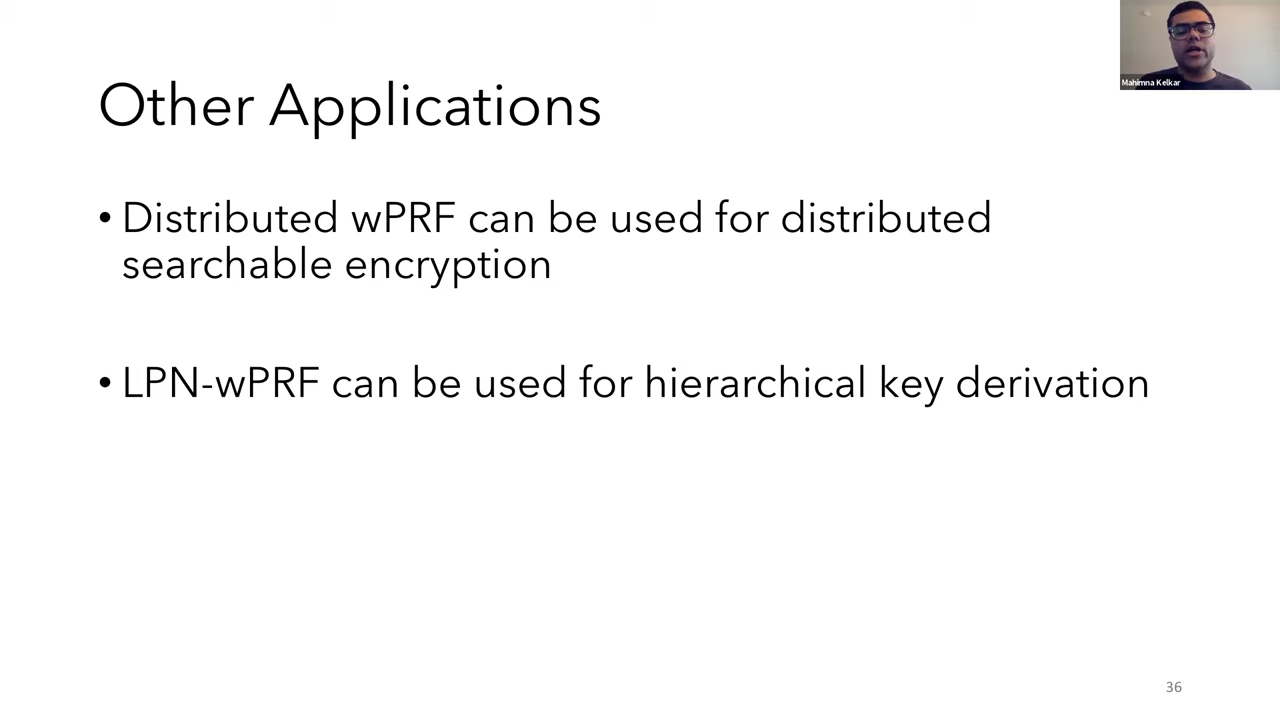 Mahimna Kelkar
Other Applications
• Distributed wPRF can be used for distributed
searchable encryption
• LPN-wPRF can be used for hierarchical key derivation
36